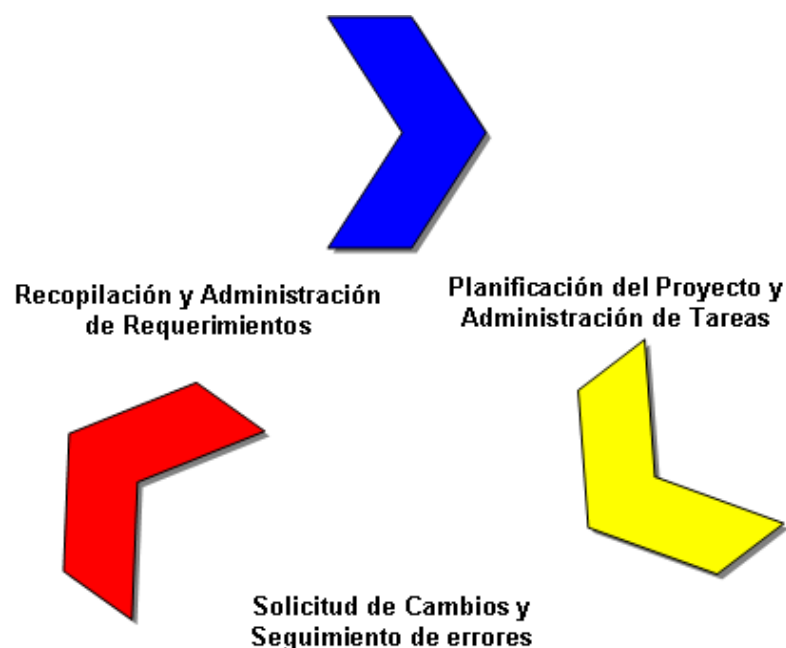 Recopilación y Administración
de Requerimientos
Planificación del Proyecto y
Administración de Tareas
Solicitud de Cambios y
Seguimiento de errores